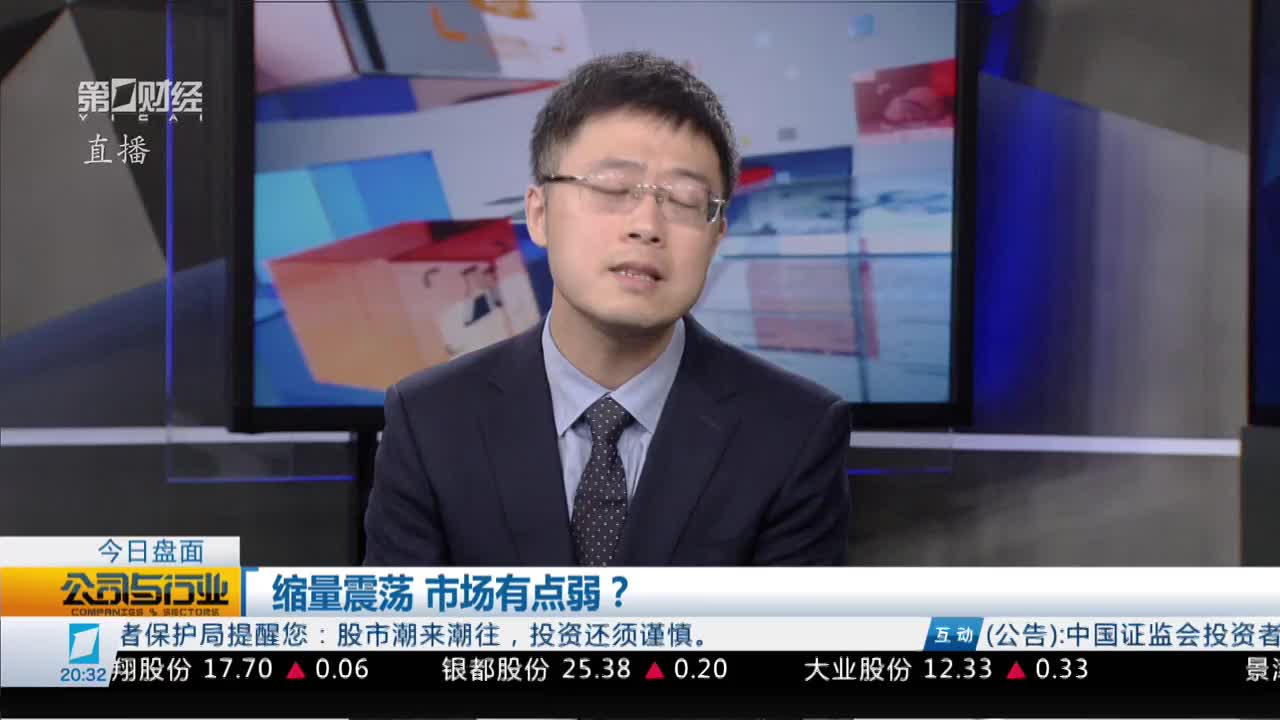 第一财经
YICAI
直播
今日盘面
公司与行业
COMPANIES & SECTORS
缩量震荡 市场有点弱？
者保护局提醒您：股市潮来潮往，投资还须谨慎。
互动
(公告):中国证监会投资者
20:32
翔股份 17.70 ▲ 0.06
银都股份 25.38 ▲ 0.20
大业股份 12.33 ▲ 0.33